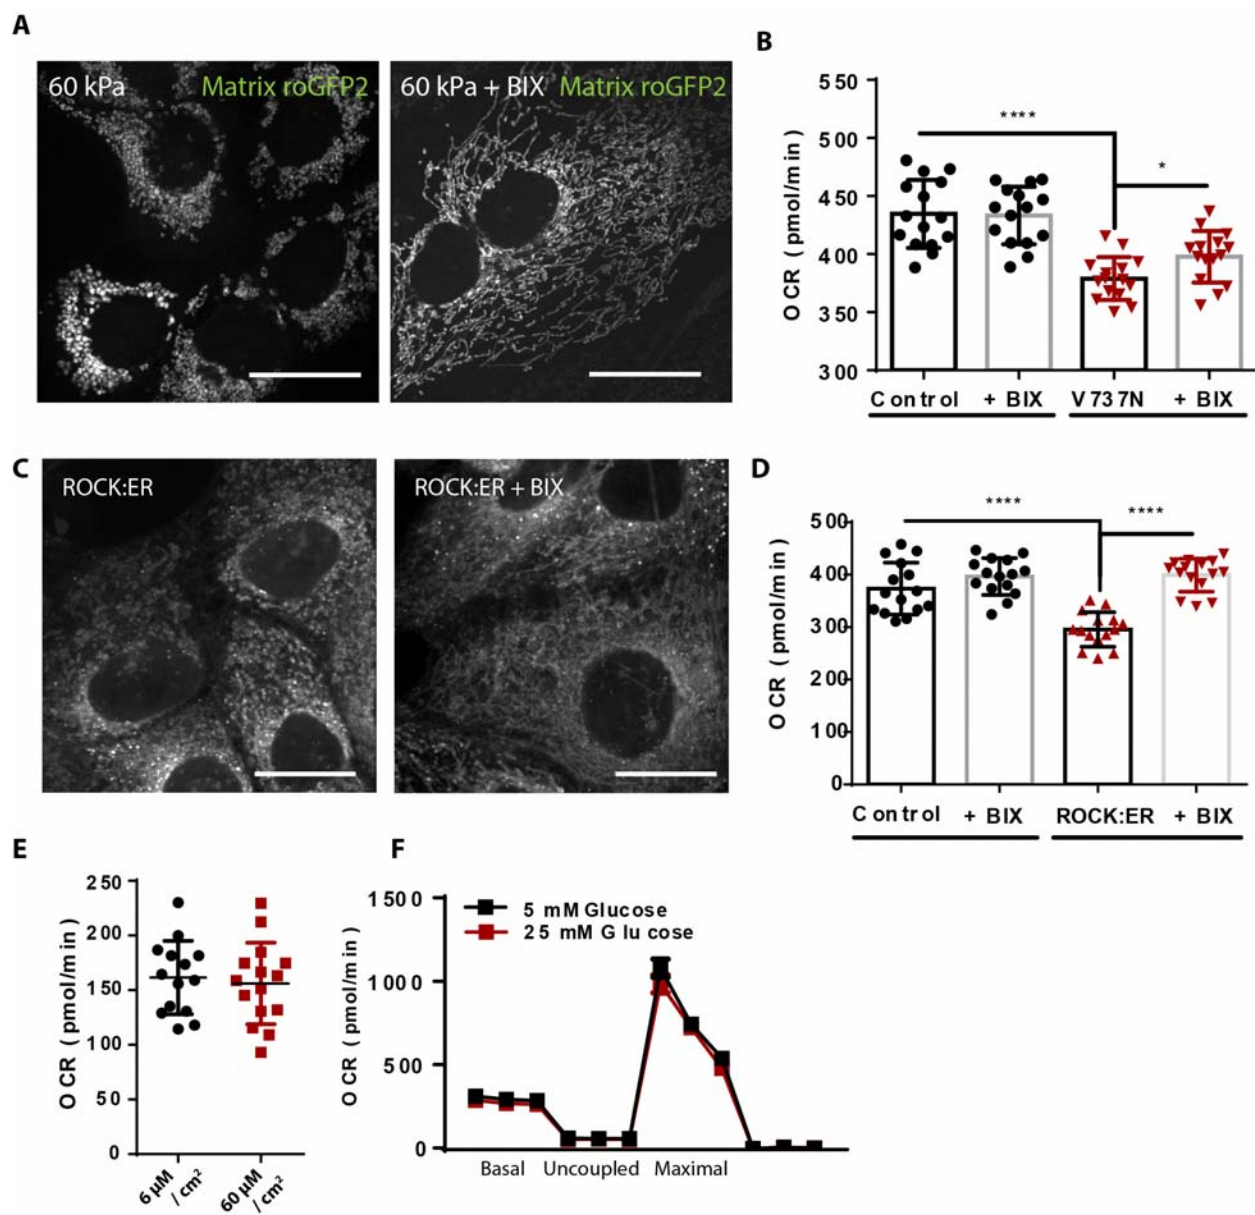 A
60 kPa
Matrix roGFP2
60 kPa + BIX
Matrix roGFP2
B
OCR (pmol/min)
550
500
450
400
350
300
****
*
Control
+ BIX
V737N
+ BIX
C
ROCK:ER
ROCK:ER + BIX
D
OCR (pmol/min)
500
400
300
200
100
0
****
****
Control
+ BIX
ROCK:ER
+ BIX
E
OCR (pmol/min)
250
200
150
100
50
0
6 µM
/ cm²
60 µM
/ cm²
F
OCR (pmol/min)
1500
1000
500
0
5 mM Glucose
25 mM Glucose
Basal
Uncoupled
Maximal